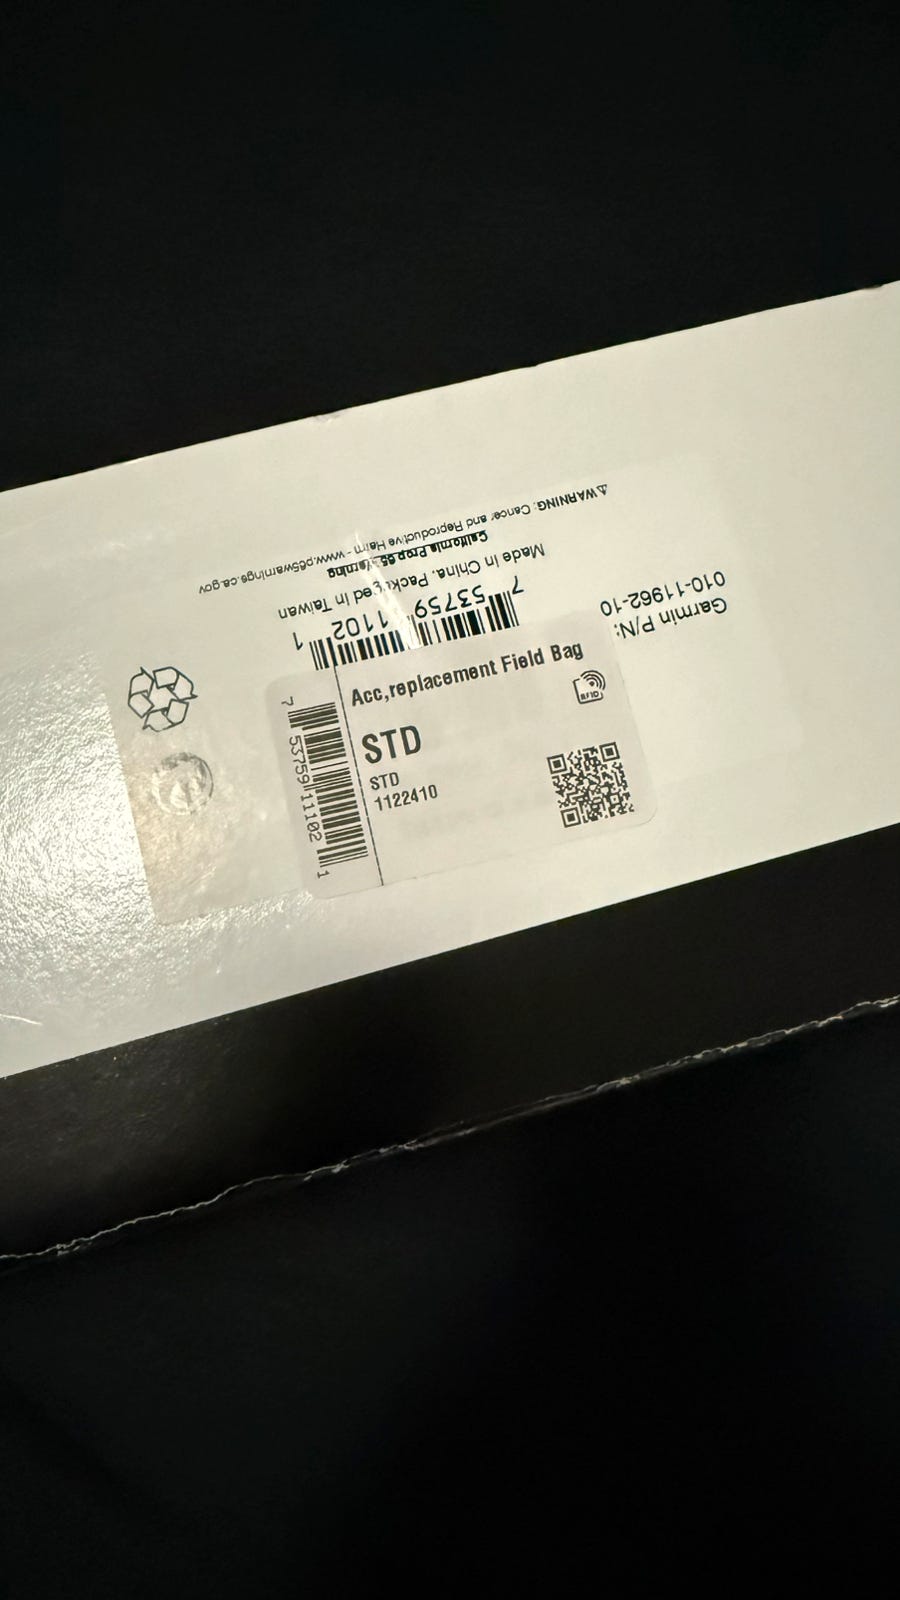 ⚠WARNING: Cancer and Reproductive Harm - www.p65warnings.ca.gov
California Prop 65 Warning
Made in China. Packaged in Taiwan
7 53759 11102 1
Garmin P/N:
010-11962-10
Acc,replacement Field Bag
RFID
STD
STD
1122410
7 53759 11102 1